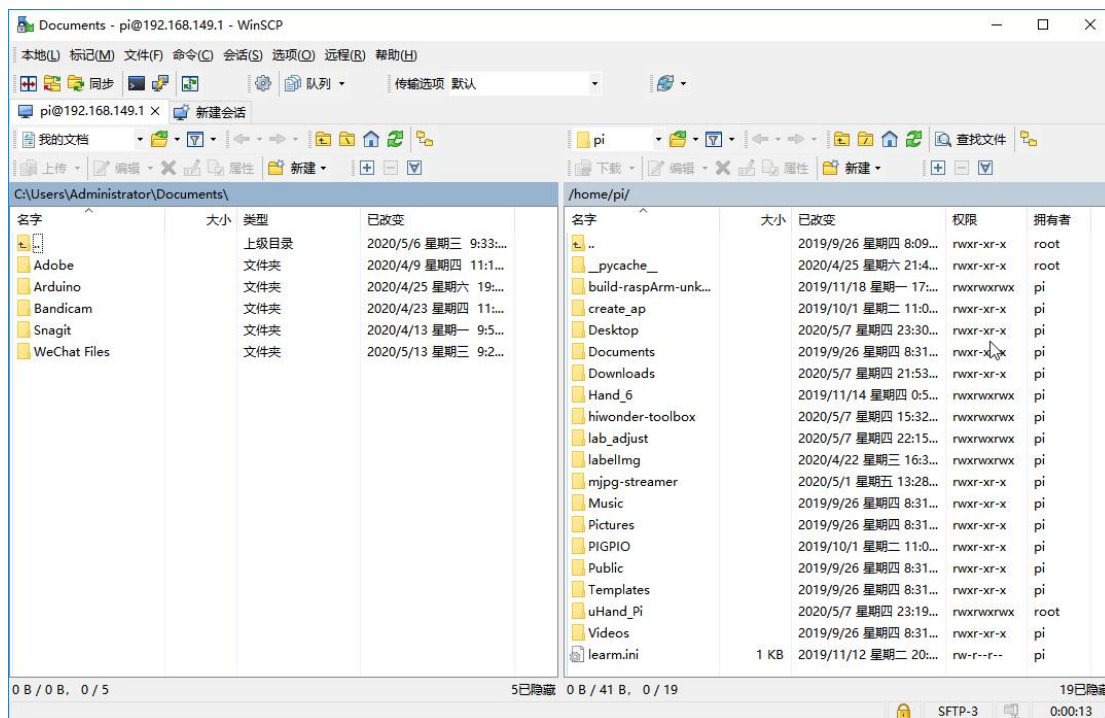 Documents - pi@192.168.149.1 - WinSCP
本地(L) 标记(M) 文件(F) 命令(C) 会话(S) 选项(O) 远程(R) 帮助(H)
同步 队列 传输选项 默认
pi@192.168.149.1 × 新建会话
我的文档
上传 编辑 属性 新建
C:\Users\Administrator\Documents\
名字 大小 类型 已改变
.. 上级目录 2020/5/6 星期三 9:33:...
Adobe 文件夹 2020/4/9 星期四 11:1...
Arduino 文件夹 2020/4/25 星期六 19:...
Bandicam 文件夹 2020/4/23 星期四 11:...
Snagit 文件夹 2020/4/13 星期一 9:5...
WeChat Files 文件夹 2020/5/13 星期三 9:2...
0 B / 0 B, 0 / 5 5已隐藏
pi 查找文件
下载 编辑 属性 新建
/home/pi/
名字 大小 已改变 权限 拥有者
.. 2019/9/26 星期四 8:09... rwxr-xr-x root
__pycache__ 2020/4/25 星期六 21:4... rwxr-xr-x root
build-raspArm-unk... 2019/11/18 星期一 17:... rwxrwxrwx pi
create_ap 2019/10/1 星期二 11:0... rwxr-xr-x pi
Desktop 2020/5/7 星期四 23:30... rwxr-xr-x pi
Documents 2019/9/26 星期四 8:31... rwxr-xr-x pi
Downloads 2020/5/7 星期四 21:53... rwxr-xr-x pi
Hand_6 2019/11/14 星期四 0:5... rwxrwxrwx pi
hiwonder-toolbox 2020/5/7 星期四 15:32... rwxrwxrwx pi
lab_adjust 2020/5/7 星期四 22:15... rwxrwxrwx pi
labelImg 2020/4/22 星期三 16:3... rwxrwxrwx pi
mjpg-streamer 2020/5/1 星期五 13:28... rwxr-xr-x pi
Music 2019/9/26 星期四 8:31... rwxr-xr-x pi
Pictures 2019/9/26 星期四 8:31... rwxr-xr-x pi
PIGPIO 2019/10/1 星期二 11:0... rwxr-xr-x pi
Public 2019/9/26 星期四 8:31... rwxr-xr-x pi
Templates 2019/9/26 星期四 8:31... rwxr-xr-x pi
uHand_Pi 2020/5/7 星期四 23:19... rwxrwxrwx root
Videos 2019/9/26 星期四 8:31... rwxr-xr-x pi
learm.ini 1 KB 2019/11/12 星期二 20:... rw-r--r-- pi
0 B / 41 B, 0 / 19 19已隐藏
SFTP-3 0:00:13